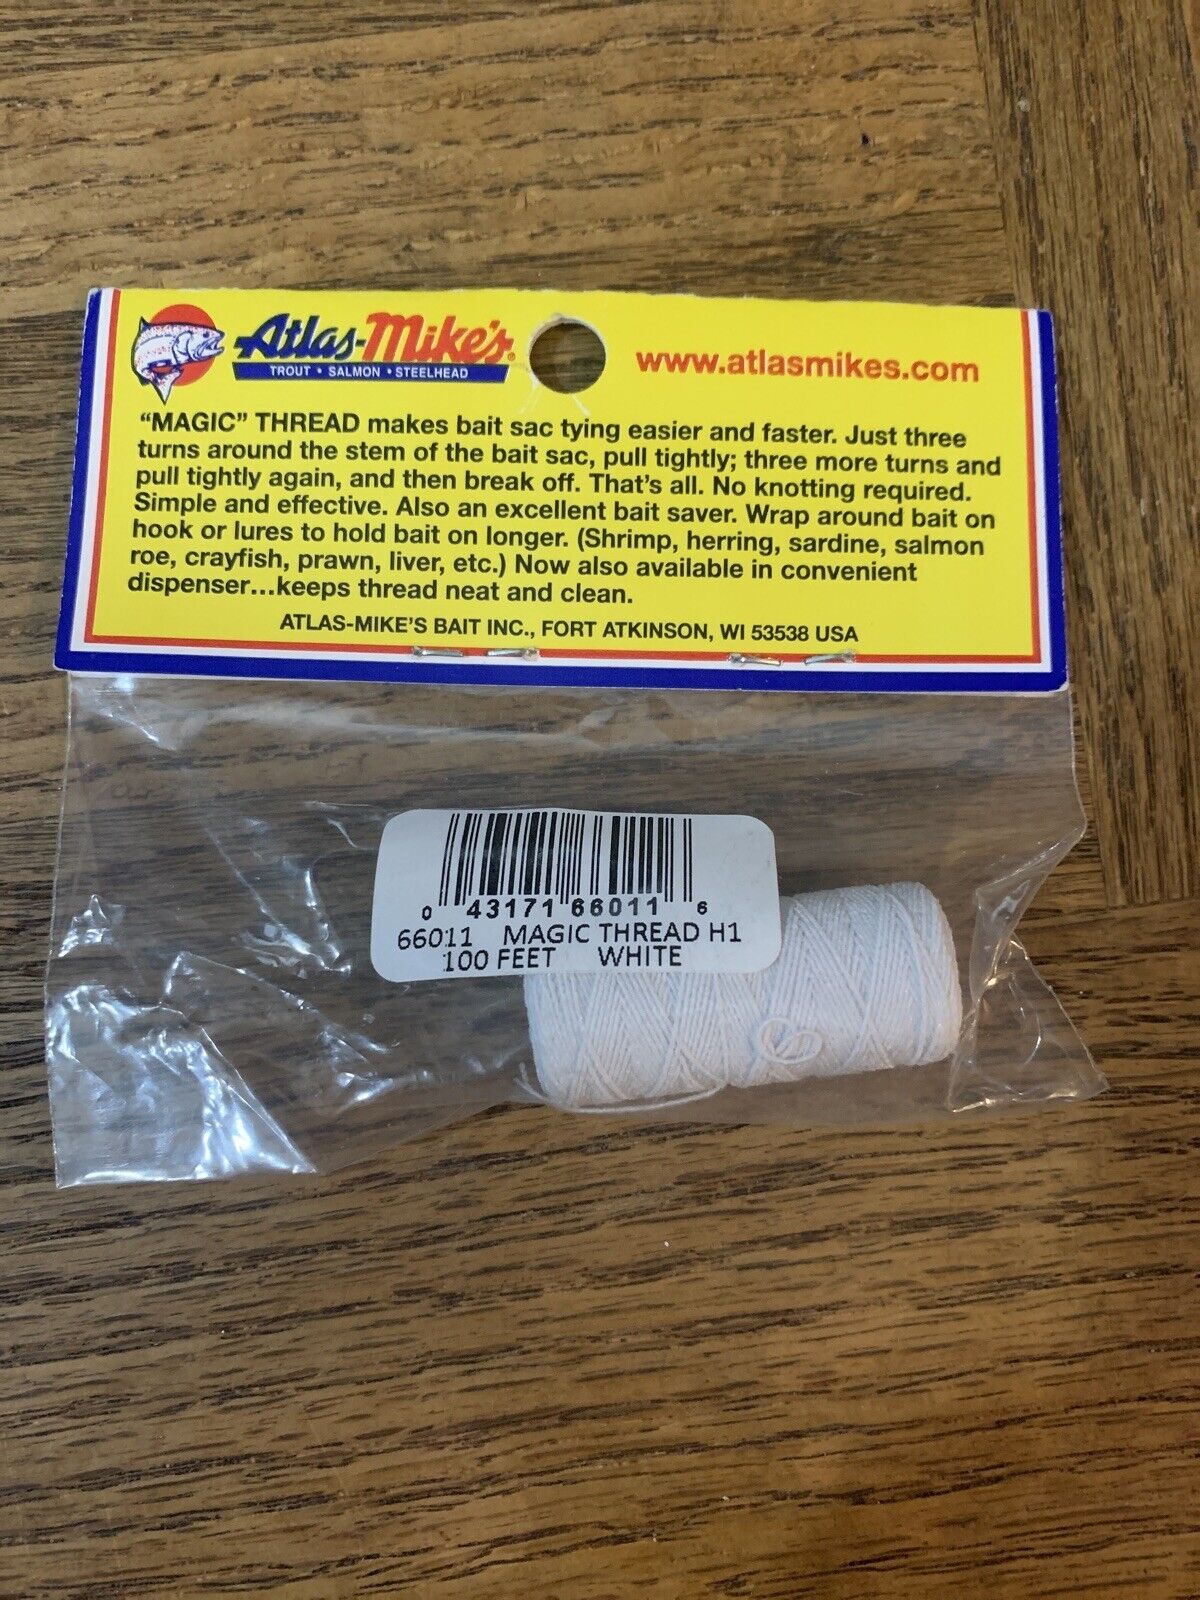 Atlas-Mike's®
TROUT • SALMON • STEELHEAD
www.atlasmikes.com
“MAGIC” THREAD makes bait sac tying easier and faster. Just three
turns around the stem of the bait sac, pull tightly; three more turns and
pull tightly again, and then break off. That's all. No knotting required.
Simple and effective. Also an excellent bait saver. Wrap around bait on
hook or lures to hold bait on longer. (Shrimp, herring, sardine, salmon
roe, crayfish, prawn, liver, etc.) Now also available in convenient
dispenser...keeps thread neat and clean.
ATLAS-MIKE'S BAIT INC., FORT ATKINSON, WI 53538 USA
0 43171 66011 6
66011 MAGIC THREAD H1
100 FEET WHITE